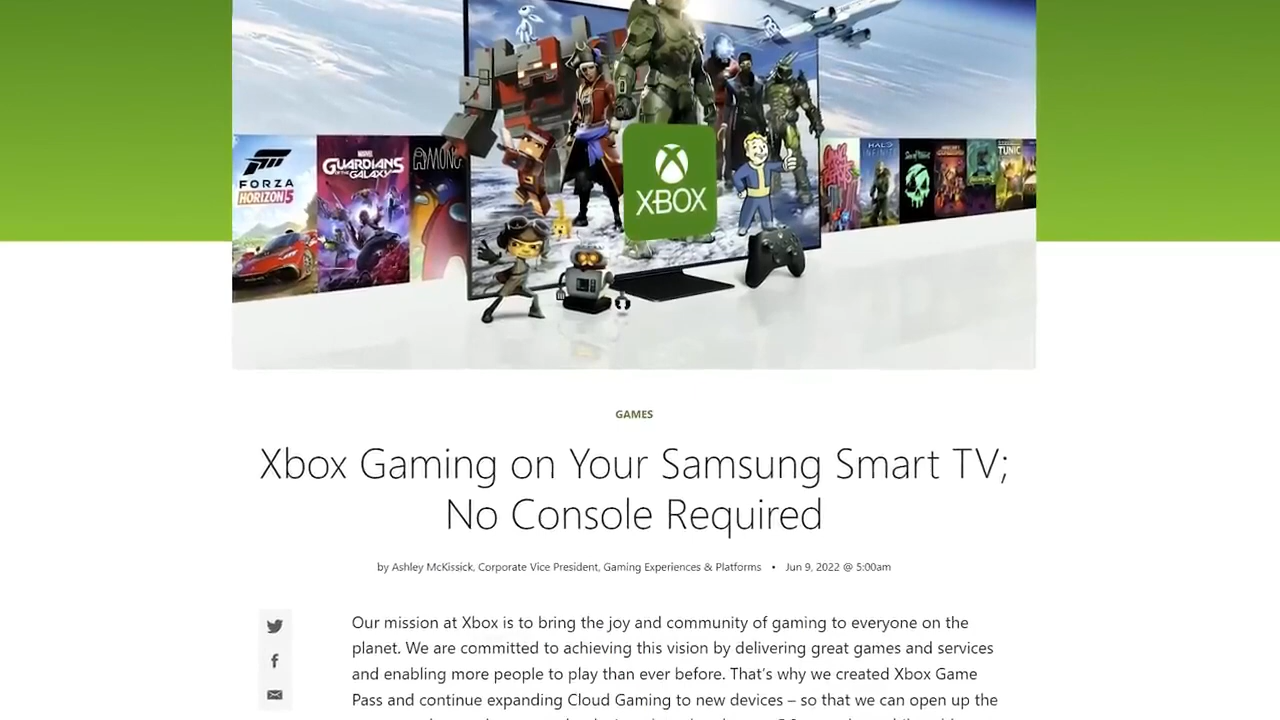 FORZA
HORIZON 5
MARVEL
GUARDIANS
OF THE GALAXY
AMONG
XBOX
HALO
INFINITE
TUNIC
GAMES
Xbox Gaming on Your Samsung Smart TV;
No Console Required
by Ashley McKissick, Corporate Vice President, Gaming Experiences & Platforms • Jun 9, 2022 @ 5:00am
Our mission at Xbox is to bring the joy and community of gaming to everyone on the
planet. We are committed to achieving this vision by delivering great games and services
and enabling more people to play than ever before. That's why we created Xbox Game
Pass and continue expanding Cloud Gaming to new devices – so that we can open up the